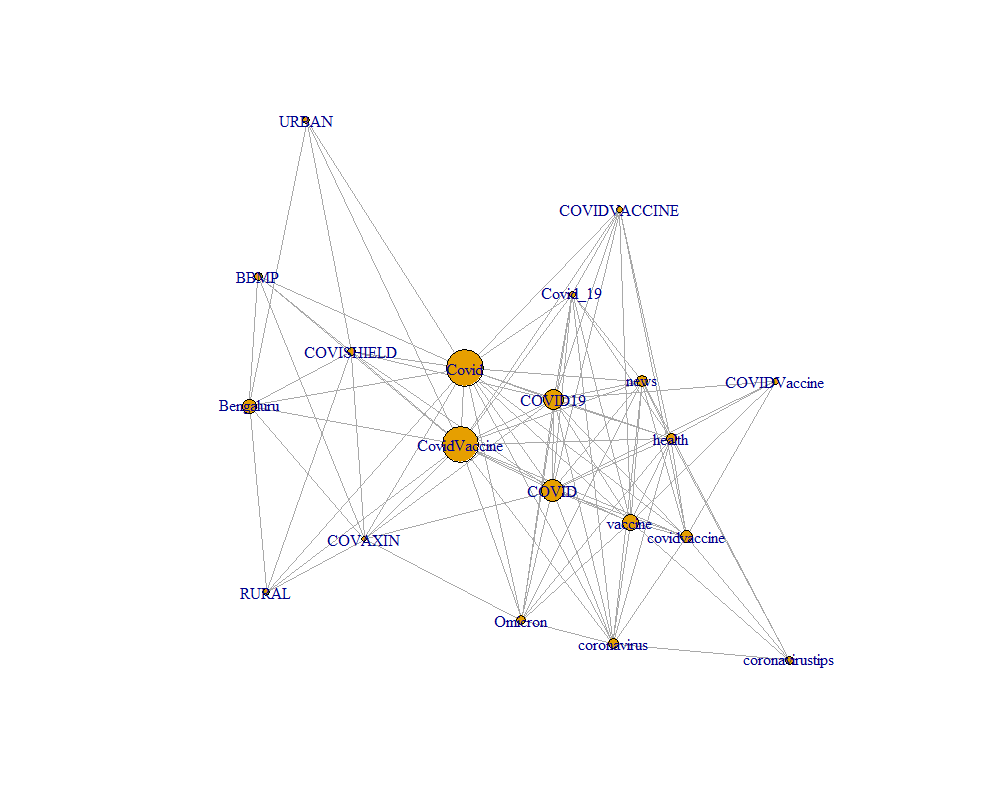 URBAN
COVIDVACCINE
BBMP
Covid_19
COVISHIELD
Covid
news
COVIDVaccine
COVID19
Bengaluru
health
CovidVaccine
COVID
vaccine
covidvaccine
COVAXIN
RURAL
Omicron
coronavirus
coronavirustips